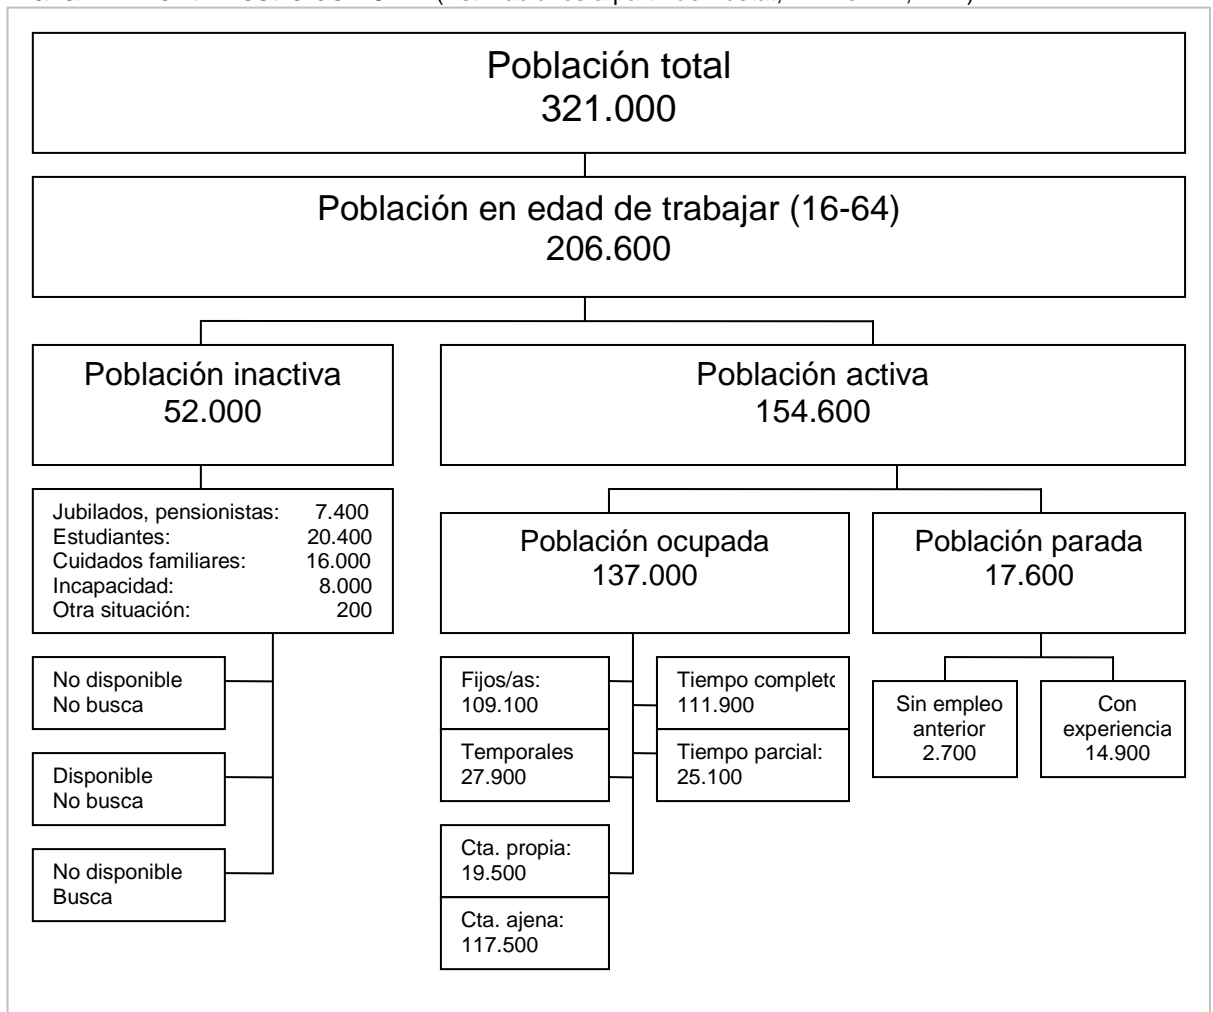 Población total
321.000
Población en edad de trabajar (16-64)
206.600
Población inactiva
52.000
Población activa
154.600
Jubilados, pensionistas: 7.400
Estudiantes: 20.400
Cuidados familiares: 16.000
Incapacidad: 8.000
Otra situación: 200
Población ocupada
137.000
Población parada
17.600
No disponible
No busca
Disponible
No busca
No disponible
Busca
Fijos/as:
109.100
Temporales
27.900
Tiempo completo
111.900
Tiempo parcial:
25.100
Cta. propia:
19.500
Cta. ajena:
117.500
Sin empleo
anterior
2.700
Con
experiencia
14.900